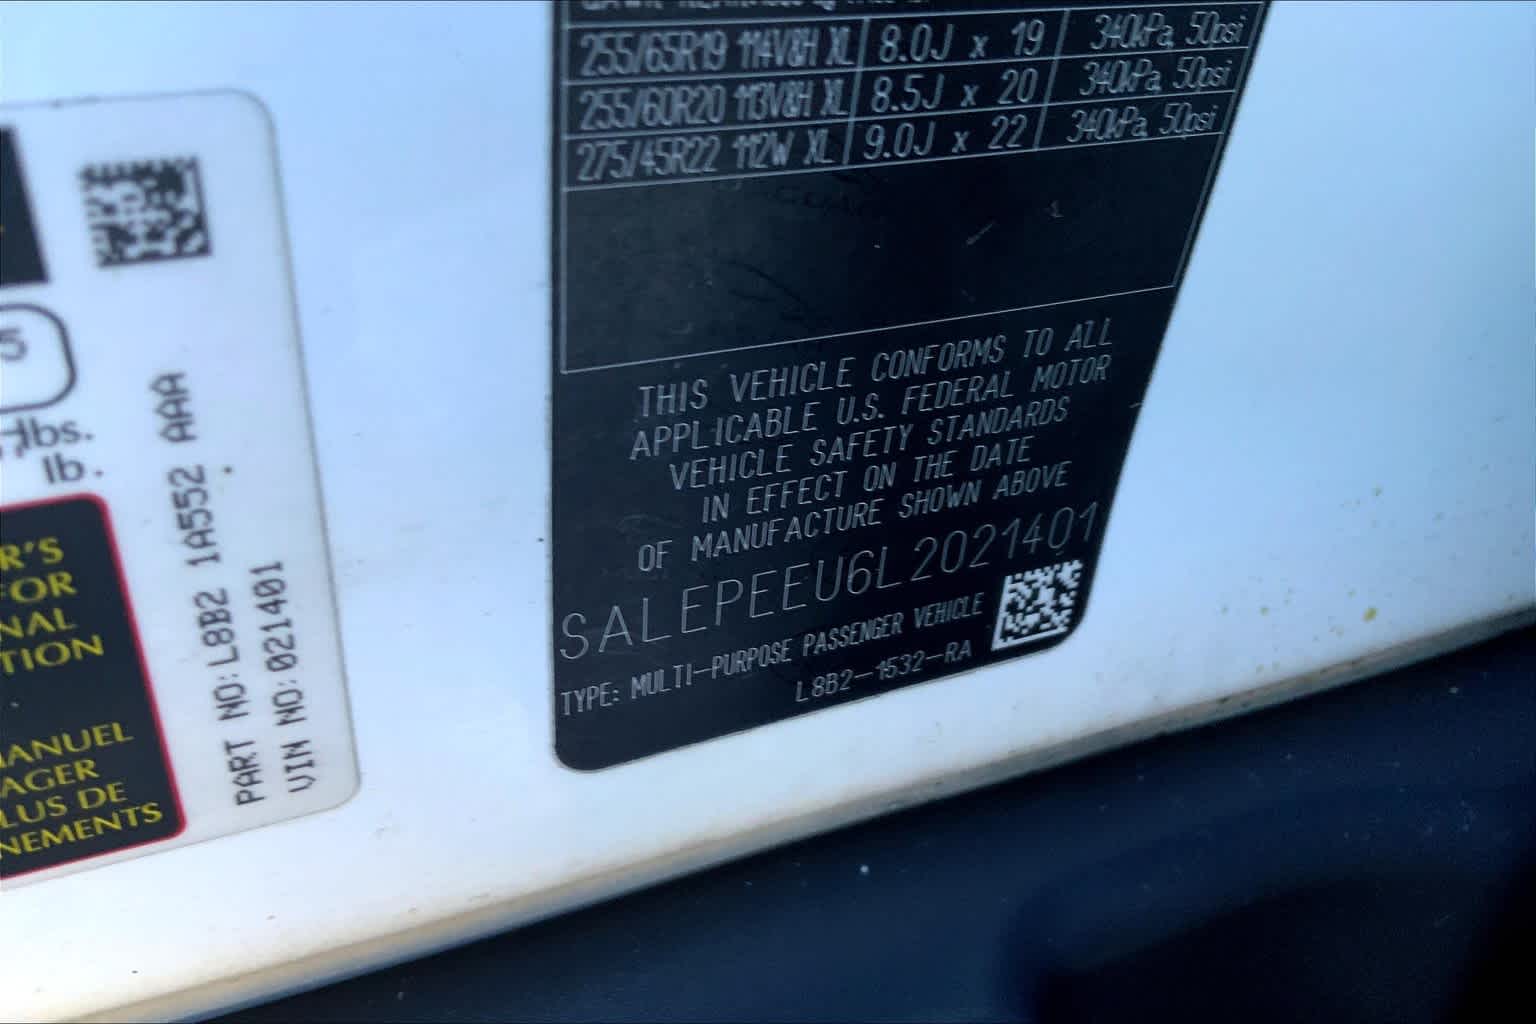 5
lbs.
lb.
R'S
FOR
NAL
TION
MANUEL
AGER
LUS DE
NEMENTS
PART NO:L8B2 1A552 AAA
VIN NO:021401
255/65R19 114V&H XL 8.0J x 19 340kPa, 50psi
255/60R20 113V&H XL 8.5J x 20 340kPa, 50psi
275/45R22 112W XL 9.0J x 22 340kPa, 50psi
THIS VEHICLE CONFORMS TO ALL
APPLICABLE U.S. FEDERAL MOTOR
VEHICLE SAFETY STANDARDS
IN EFFECT ON THE DATE
OF MANUFACTURE SHOWN ABOVE
SALEPEEU6L2021401
TYPE: MULTI-PURPOSE PASSENGER VEHICLE
L8B2-1532-RA